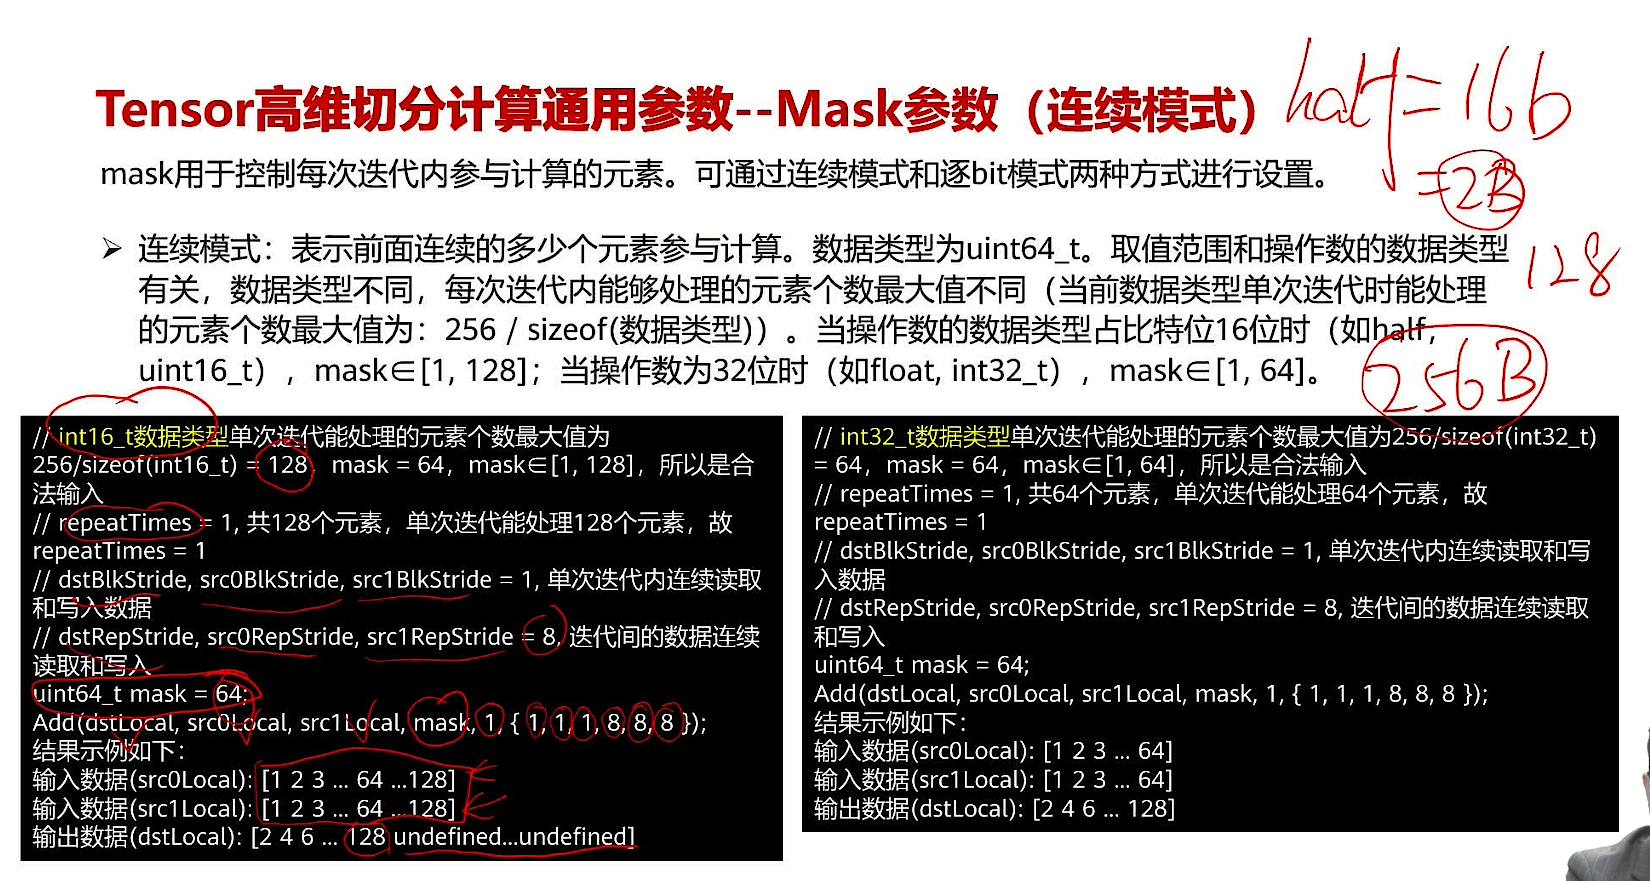 Tensor高维切分计算通用参数--Mask参数（连续模式）
half = 16b
= 2B
mask用于控制每次迭代内参与计算的元素。可通过连续模式和逐bit模式两种方式进行设置。
➢ 连续模式：表示前面连续的多少个元素参与计算。数据类型为uint64_t。取值范围和操作数的数据类型
有关，数据类型不同，每次迭代内能够处理的元素个数最大值不同（当前数据类型单次迭代时能处理
的元素个数最大值为：256 / sizeof(数据类型)）。当操作数的数据类型占比特位16位时（如half,
uint16_t），mask∈[1, 128]；当操作数为32位时（如float, int32_t），mask∈[1, 64]。
128
256B
// int16_t数据类型单次迭代能处理的元素个数最大值为
256/sizeof(int16_t) = 128，mask = 64，mask∈[1, 128]，所以是合
法输入
// repeatTimes = 1, 共128个元素，单次迭代能处理128个元素，故
repeatTimes = 1
// dstBlkStride, src0BlkStride, src1BlkStride = 1, 单次迭代内连续读取
和写入数据
// dstRepStride, src0RepStride, src1RepStride = 8, 迭代间的数据连续
读取和写入
uint64_t mask = 64;
Add(dstLocal, src0Local, src1Local, mask, 1, { 1, 1, 1, 8, 8, 8 });
结果示例如下：
输入数据(src0Local): [1 2 3 ... 64 ...128]
输入数据(src1Local): [1 2 3 ... 64 ...128]
输出数据(dstLocal): [2 4 6 ... 128 undefined...undefined]
// int32_t数据类型单次迭代能处理的元素个数最大值为256/sizeof(int32_t)
= 64，mask = 64，mask∈[1, 64]，所以是合法输入
// repeatTimes = 1, 共64个元素，单次迭代能处理64个元素，故
repeatTimes = 1
// dstBlkStride, src0BlkStride, src1BlkStride = 1, 单次迭代内连续读取和写
入数据
// dstRepStride, src0RepStride, src1RepStride = 8, 迭代间的数据连续读取
和写入
uint64_t mask = 64;
Add(dstLocal, src0Local, src1Local, mask, 1, { 1, 1, 1, 8, 8, 8 });
结果示例如下：
输入数据(src0Local): [1 2 3 ... 64]
输入数据(src1Local): [1 2 3 ... 64]
输出数据(dstLocal): [2 4 6 ... 128]